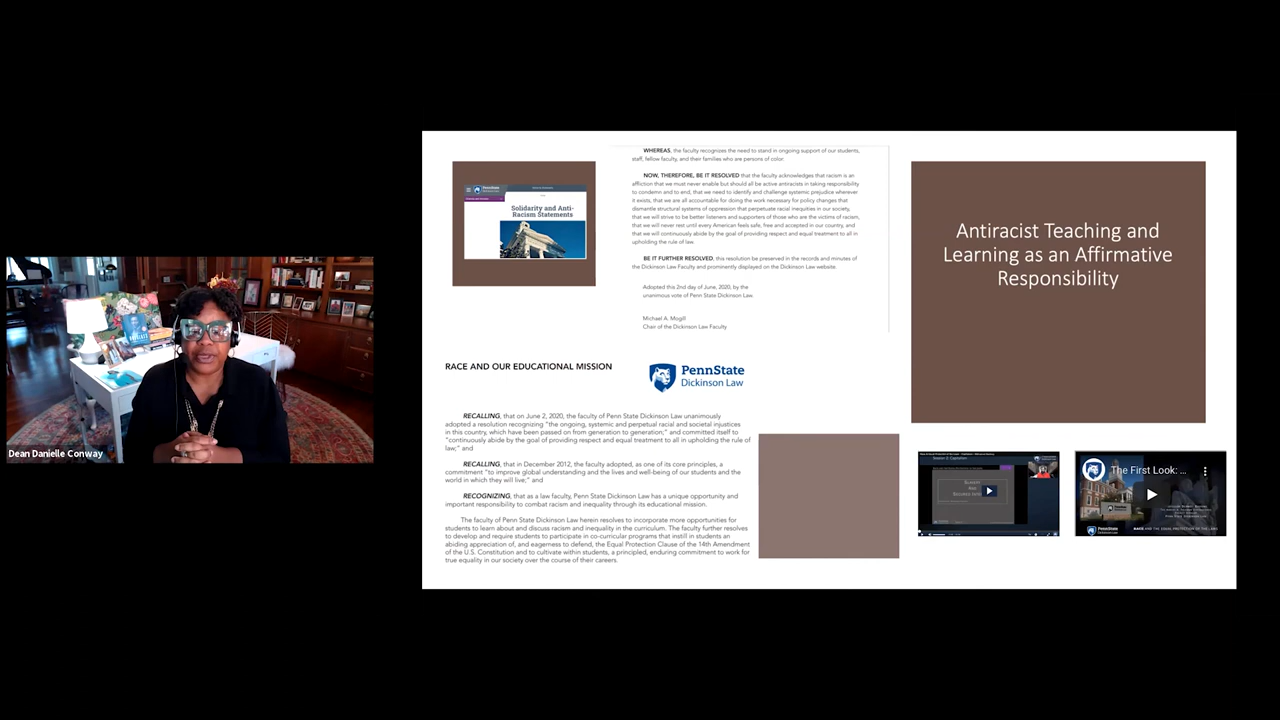 Dean Danielle Conway
PennState
Solidarity and Anti-
Racism Statements
WHEREAS, the faculty recognizes the need to stand in ongoing support of our students,
staff, fellow faculty, and their families who are persons of color.
NOW, THEREFORE, BE IT RESOLVED that the faculty acknowledges that racism is an
affliction that we must never enable but should all be active antiracists in taking responsibility
to condemn and to end, that we need to identify and challenge systemic prejudice wherever
it exists, that we are all accountable for doing the work necessary for policy changes that
dismantle structural systems of oppression that perpetuate racial inequities in our society,
that we will strive to be better listeners and supporters of those who are the victims of racism,
that we will never rest until every American feels safe, free and accepted in our country, and
that we will continuously abide by the goal of providing respect and equal treatment to all in
upholding the rule of law.
BE IT FURTHER RESOLVED, this resolution be preserved in the records and minutes of
the Dickinson Law Faculty and prominently displayed on the Dickinson Law website.
Adopted this 2nd day of June, 2020, by the
unanimous vote of Penn State Dickinson Law.
Michael A. Mogill
Chair of the Dickinson Law Faculty
Antiracist Teaching and
Learning as an Affirmative
Responsibility
RACE AND OUR EDUCATIONAL MISSION
PennState
Dickinson Law
RECALLING, that on June 2, 2020, the faculty of Penn State Dickinson Law unanimously
adopted a resolution recognizing "the ongoing, systemic and perpetual racial and societal injustices
in this country, which have been passed on from generation to generation;" and committed itself to
"continuously abide by the goal of providing respect and equal treatment to all in upholding the rule of
law;" and
RECALLING, that in December 2012, the faculty adopted, as one of its core principles, a
commitment "to improve global understanding and the lives and well-being of our students and the
world in which they will live;" and
RECOGNIZING, that as a law faculty, Penn State Dickinson Law has a unique opportunity and
important responsibility to combat racism and inequality through its educational mission.
The faculty of Penn State Dickinson Law herein resolves to incorporate more opportunities for
students to learn about and discuss racism and inequality in the curriculum. The faculty further resolves
to develop and require students to participate in co-curricular programs that instill in students an
abiding appreciation of, and eagerness to defend, the Equal Protection Clause of the 14th Amendment
of the U.S. Constitution and to cultivate within students, a principled, enduring commitment to work for
true equality in our society over the course of their careers.
The First Look: ...
PennState
Dickinson Law
RACE AND THE EQUAL PROTECTION OF THE LAWS